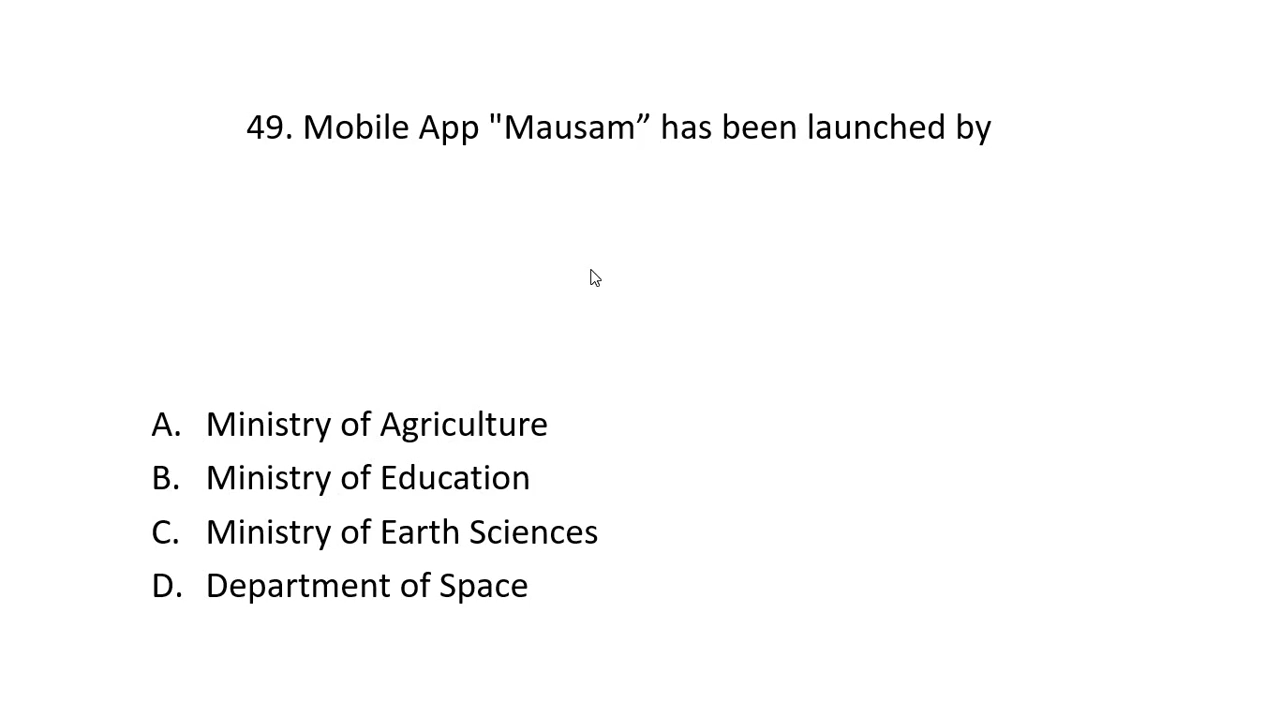 49. Mobile App "Mausam” has been launched by
A. Ministry of Agriculture
B. Ministry of Education
C. Ministry of Earth Sciences
D. Department of Space